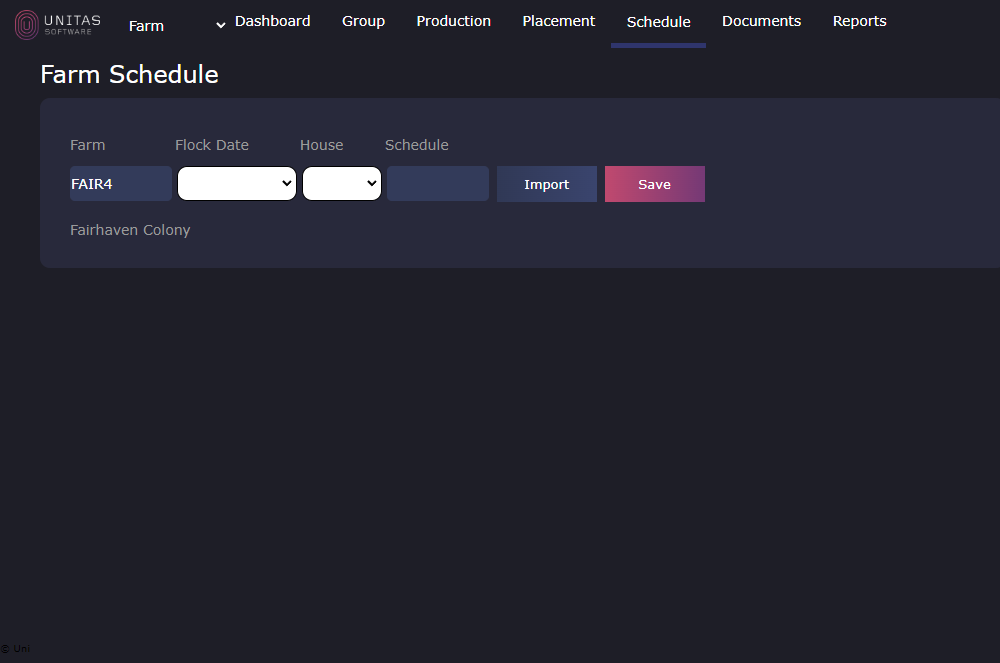 UNITAS
SOFTWARE
Farm Dashboard Group Production Placement Schedule Documents Reports
Farm Schedule
Farm Flock Date House Schedule
FAIR4 Import Save
Fairhaven Colony
© Uni